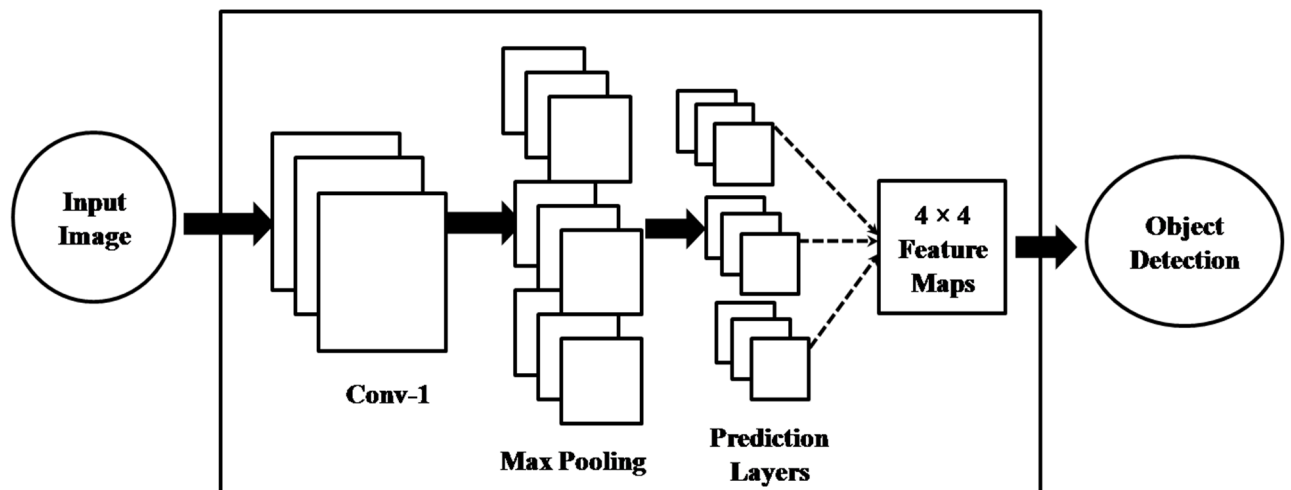 Input
Image
Conv-1
Max Pooling
Prediction
Layers
4 × 4
Feature
Maps
Object
Detection